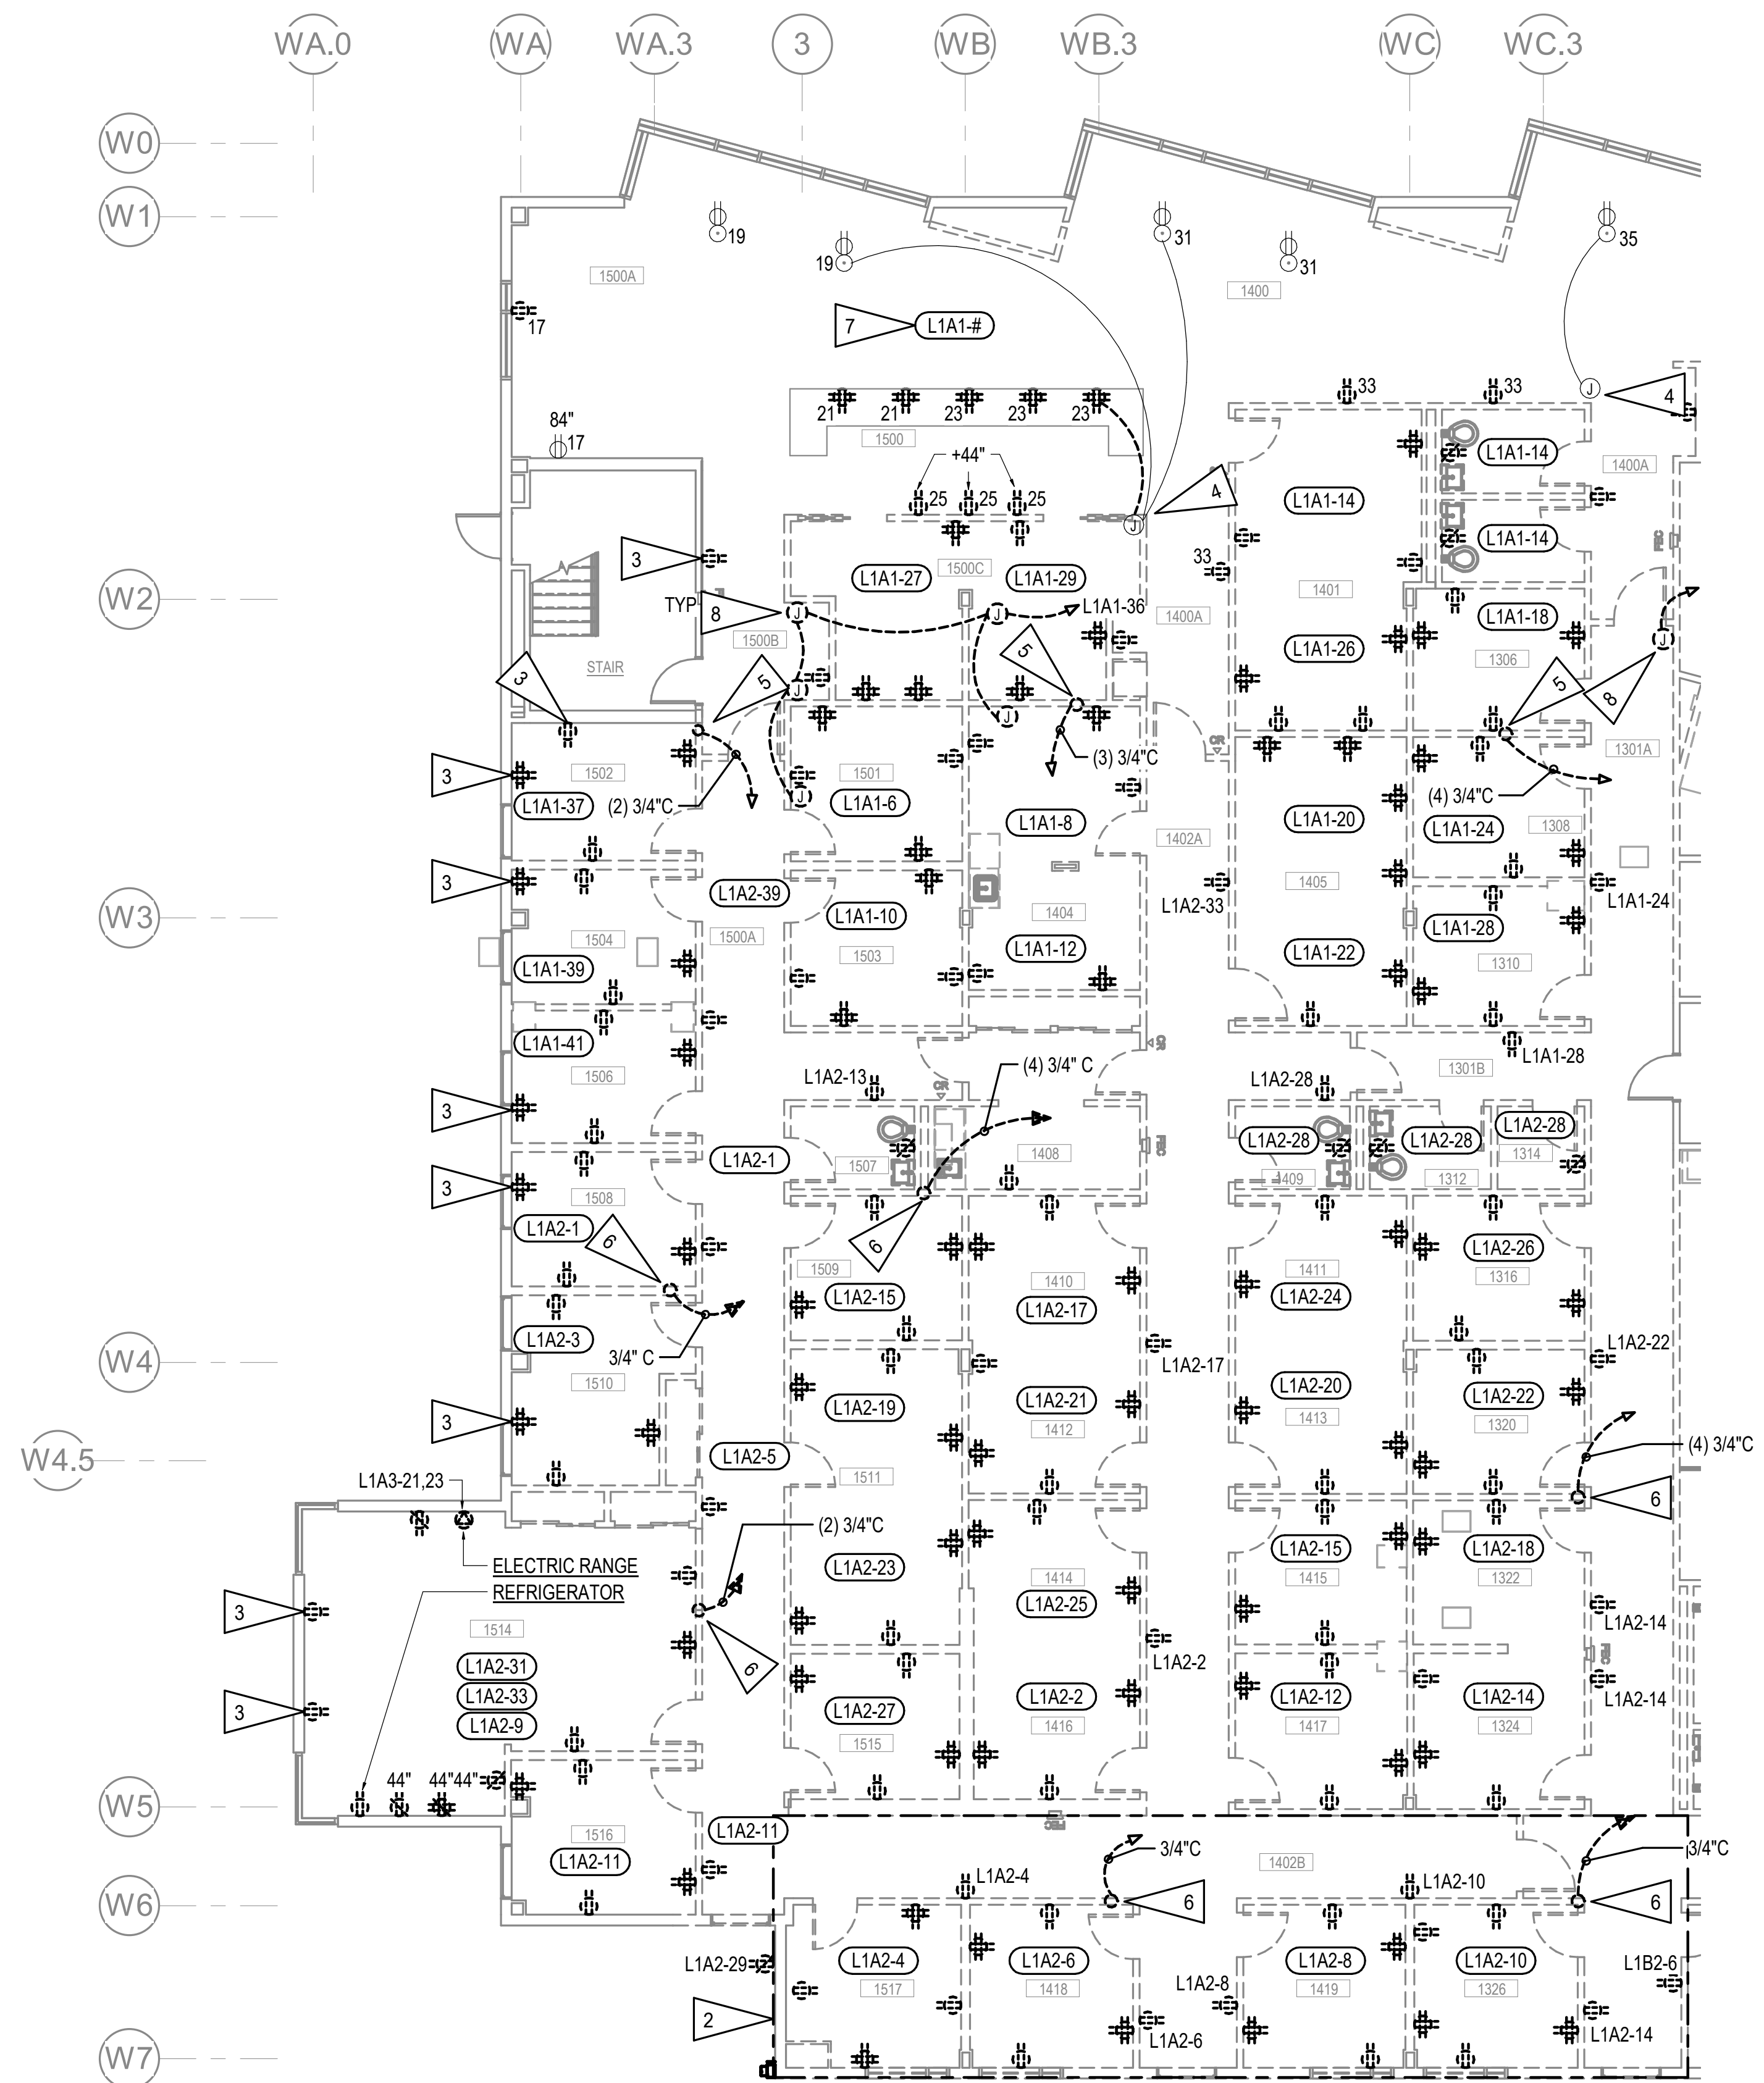 WA.0 WA WA.3 3 WB WB.3 WC WC.3
W0
W1
19 31 35
19 31
1500A 1400
17
7 L1A1-#
33 33
4
21 21 23 23 23
84"
17
1500
+44"
L1A1-14 L1A1-14
1400A
25 25 25
4
L1A1-14
FEC
3
33
L1A1-27 1500C L1A1-29
1401
W2
TYP 8
J J J J J J J J
L1A1-36
1400A
L1A1-18
1500B
STAIR
5
L1A1-26
1306
3 5 5 8
CR
1301A
3
1502 1501
(3) 3/4"C
L1A1-37 (2) 3/4"C L1A1-6
(4) 3/4"C
L1A1-8 L1A1-20 L1A1-24 1308
1402A
3
L1A2-39
1405
L1A2-33 L1A1-24
W3
L1A1-10 1404
L1A1-28
1504 1500A
1503 L1A1-12 L1A1-22 1310
L1A1-39
L1A1-41
CR
L1A1-28
1506
L1A2-13 (4) 3/4" C L1A2-28 1301B
CR
3
L1A2-28 L1A2-28 L1A2-28
FEC
L1A2-1 1507 1408 1409 1312 1314
3
1508
L1A2-1
6 6
L1A2-26
1509 1410 1411 1316
L1A2-15 L1A2-17 L1A2-24
L1A2-3
3/4" C
L1A2-17 L1A2-22
W4
1510
L1A2-19 L1A2-21 L1A2-20 L1A2-22
3
1412 1413 1320
W4.5
L1A2-5
(4) 3/4"C
L1A3-21,23
1511
6
(2) 3/4"C
ELECTRIC RANGE
L1A2-15 L1A2-18
REFRIGERATOR
L1A2-23 1414 1415 1322
L1A2-25
3
1514
L1A2-14
FEC
L1A2-31
6
L1A2-2
L1A2-33
L1A2-27 L1A2-2 L1A2-12 L1A2-14 L1A2-14
3
L1A2-9
1515 1416 1417 1324
44" 44" 44"
W5
FEC
1516
L1A2-11
L1A2-11
3/4"C 1402B 3/4"C
L1A2-4 L1A2-10
W6
6 6
L1A2-29 L1A2-4 L1A2-6 L1A2-8 L1A2-10 L1B2-6
1517 1418 L1A2-8 1419 1326
2
L1A2-6 L1A2-14
W7